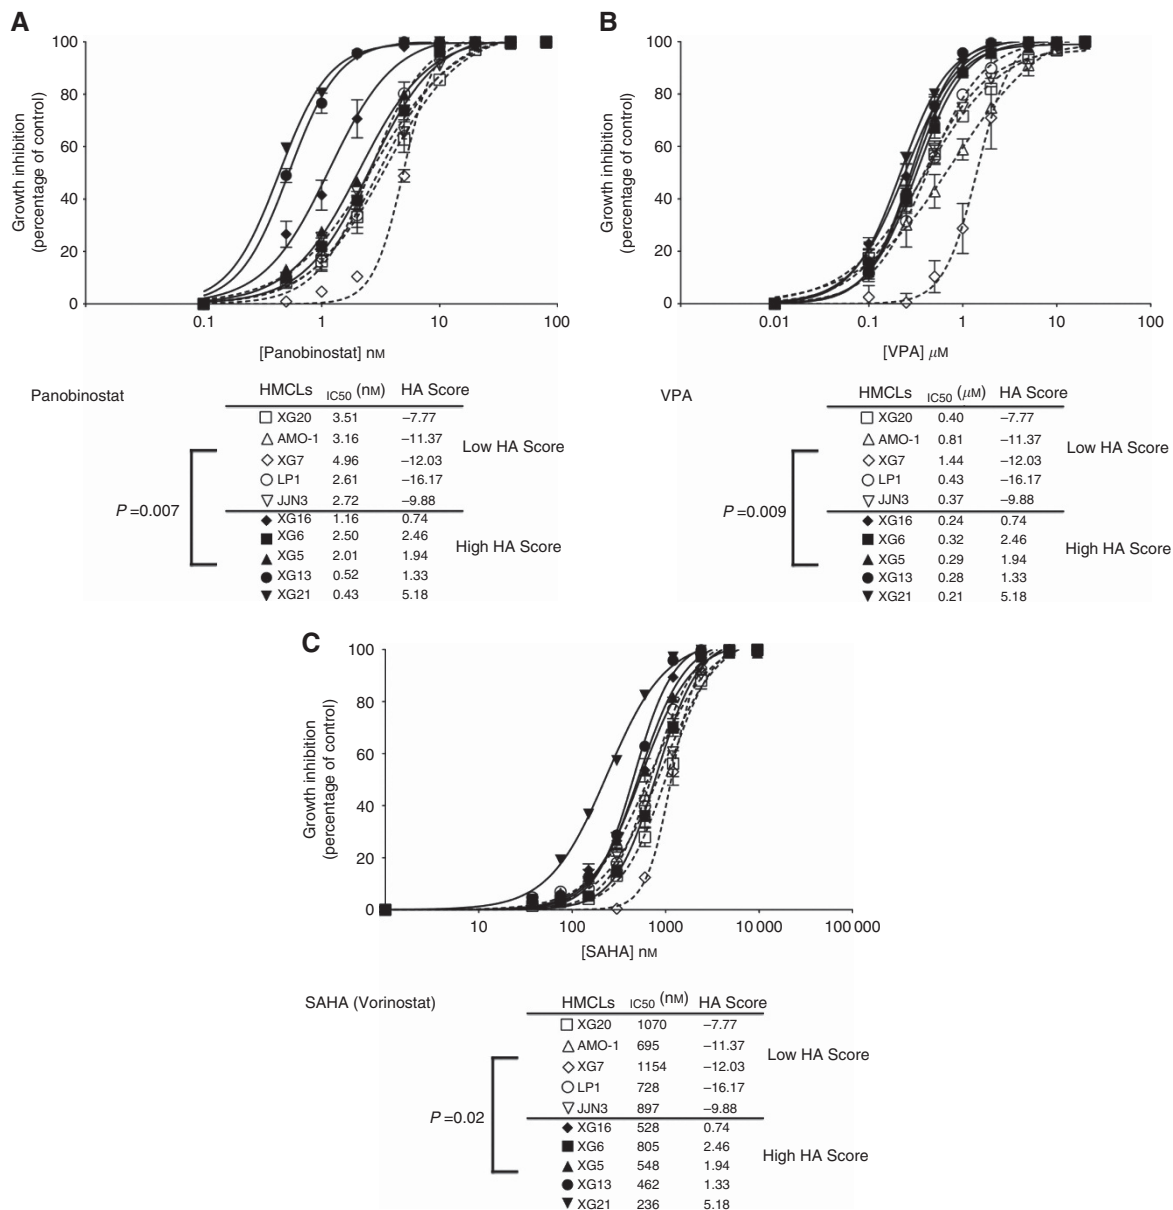 A
B
100
80
60
40
20
0
Growth inhibition
(percentage of control)
0.1
1
10
100
[Panobinostat] nM
100
80
60
40
20
0
Growth inhibition
(percentage of control)
0.01
0.1
1
10
100
[VPA] μM
Panobinostat
HMCLs IC50 (nM) HA Score
XG20 3.51 –7.77
AMO-1 3.16 –11.37
XG7 4.96 –12.03
LP1 2.61 –16.17
JJN3 2.72 –9.88
Low HA Score
XG16 1.16 0.74
XG6 2.50 2.46
XG5 2.01 1.94
XG13 0.52 1.33
XG21 0.43 5.18
High HA Score
P=0.007
VPA
HMCLs IC50 (μM) HA Score
XG20 0.40 –7.77
AMO-1 0.81 –11.37
XG7 1.44 –12.03
LP1 0.43 –16.17
JJN3 0.37 –9.88
Low HA Score
XG16 0.24 0.74
XG6 0.32 2.46
XG5 0.29 1.94
XG13 0.28 1.33
XG21 0.21 5.18
High HA Score
P=0.009
C
100
80
60
40
20
0
Growth inhibition
(percentage of control)
10
100
1000
10 000
100 000
[SAHA] nM
SAHA (Vorinostat)
HMCLs IC50 (nM) HA Score
XG20 1070 –7.77
AMO-1 695 –11.37
XG7 1154 –12.03
LP1 728 –16.17
JJN3 897 –9.88
Low HA Score
XG16 528 0.74
XG6 805 2.46
XG5 548 1.94
XG13 462 1.33
XG21 236 5.18
High HA Score
P=0.02